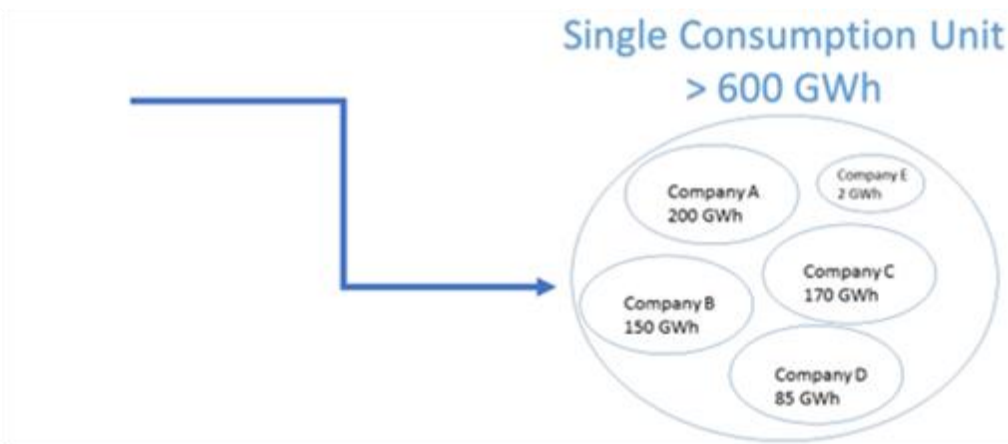 Single Consumption Unit
> 600 GWh
Company A
200 GWh
Company E
2 GWh
Company C
170 GWh
Company B
150 GWh
Company D
85 GWh